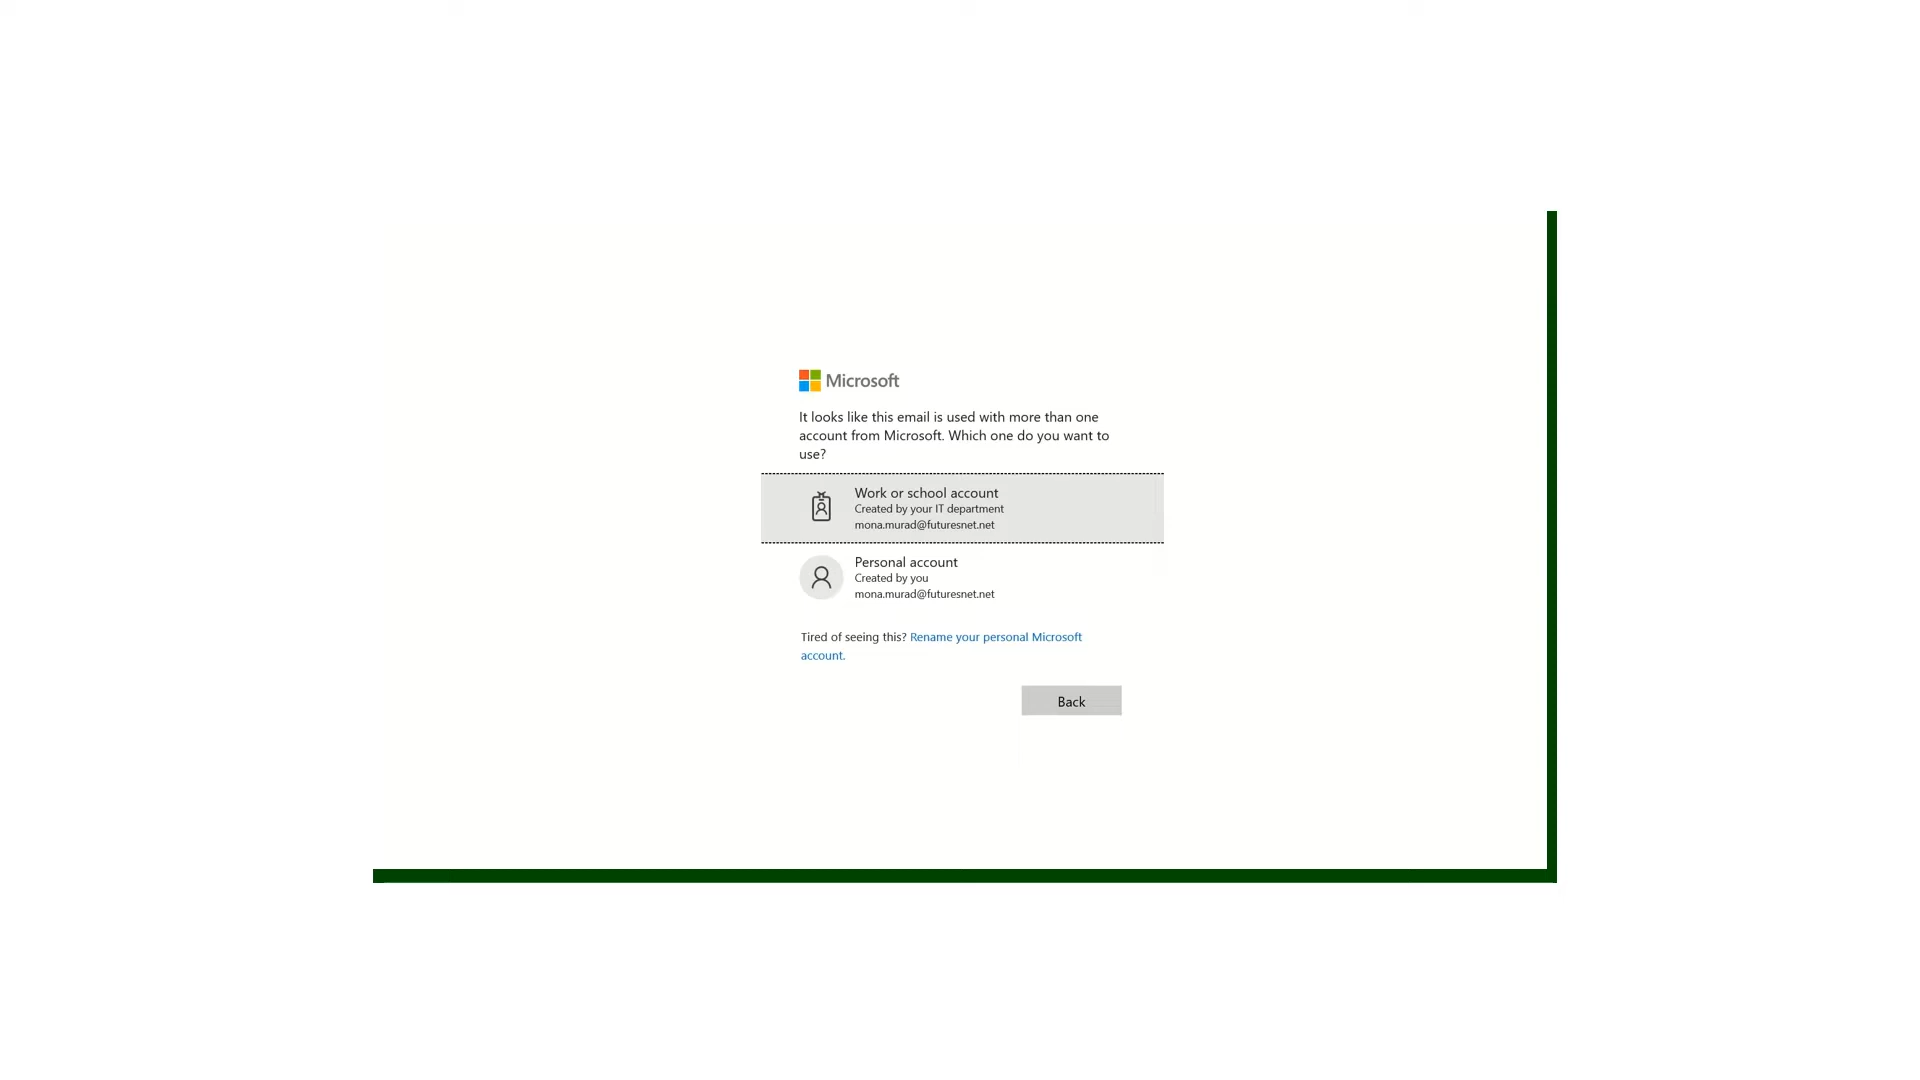 Microsoft
It looks like this email is used with more than one
account from Microsoft. Which one do you want to
use?
Work or school account
Created by your IT department
mona.murad@futuresnet.net
Personal account
Created by you
mona.murad@futuresnet.net
Tired of seeing this? Rename your personal Microsoft
account.
Back